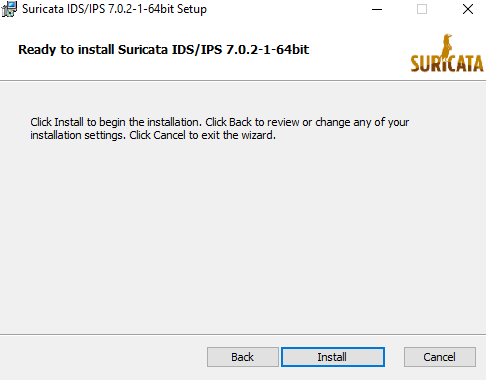 Suricata IDS/IPS 7.0.2-1-64bit Setup
Ready to install Suricata IDS/IPS 7.0.2-1-64bit
SURICATA
Click Install to begin the installation. Click Back to review or change any of your
installation settings. Click Cancel to exit the wizard.
Back
Install
Cancel